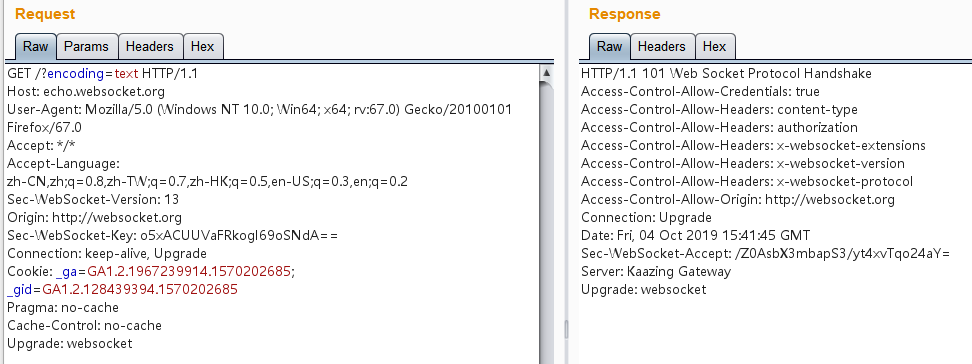 Request
Raw
Params
Headers
Hex
GET /?encoding=text HTTP/1.1
Host: echo.websocket.org
User-Agent: Mozilla/5.0 (Windows NT 10.0; Win64; x64; rv:67.0) Gecko/20100101
Firefox/67.0
Accept: */*
Accept-Language:
zh-CN,zh;q=0.8,zh-TW;q=0.7,zh-HK;q=0.5,en-US;q=0.3,en;q=0.2
Sec-WebSocket-Version: 13
Origin: http://websocket.org
Sec-WebSocket-Key: o5xACUUVaFRkogI69oSNdA==
Connection: keep-alive, Upgrade
Cookie: _ga=GA1.2.1967239914.1570202685;
_gid=GA1.2.128439394.1570202685
Pragma: no-cache
Cache-Control: no-cache
Upgrade: websocket
Response
Raw
Headers
Hex
HTTP/1.1 101 Web Socket Protocol Handshake
Access-Control-Allow-Credentials: true
Access-Control-Allow-Headers: content-type
Access-Control-Allow-Headers: authorization
Access-Control-Allow-Headers: x-websocket-extensions
Access-Control-Allow-Headers: x-websocket-version
Access-Control-Allow-Headers: x-websocket-protocol
Access-Control-Allow-Origin: http://websocket.org
Connection: Upgrade
Date: Fri, 04 Oct 2019 15:41:45 GMT
Sec-WebSocket-Accept: /Z0AsbX3mbapS3/yt4xvTqo24aY=
Server: Kaazing Gateway
Upgrade: websocket